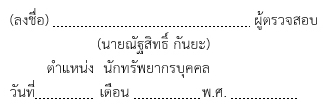 (ลงชื่อ) ........................................ ผู้ตรวจสอบ
(นายณัฐสิทธิ์ กันยะ)
ตำแหน่ง นักทรัพยากรบุคคล
วันที่............ เดือน ..............พ.ศ. ..............